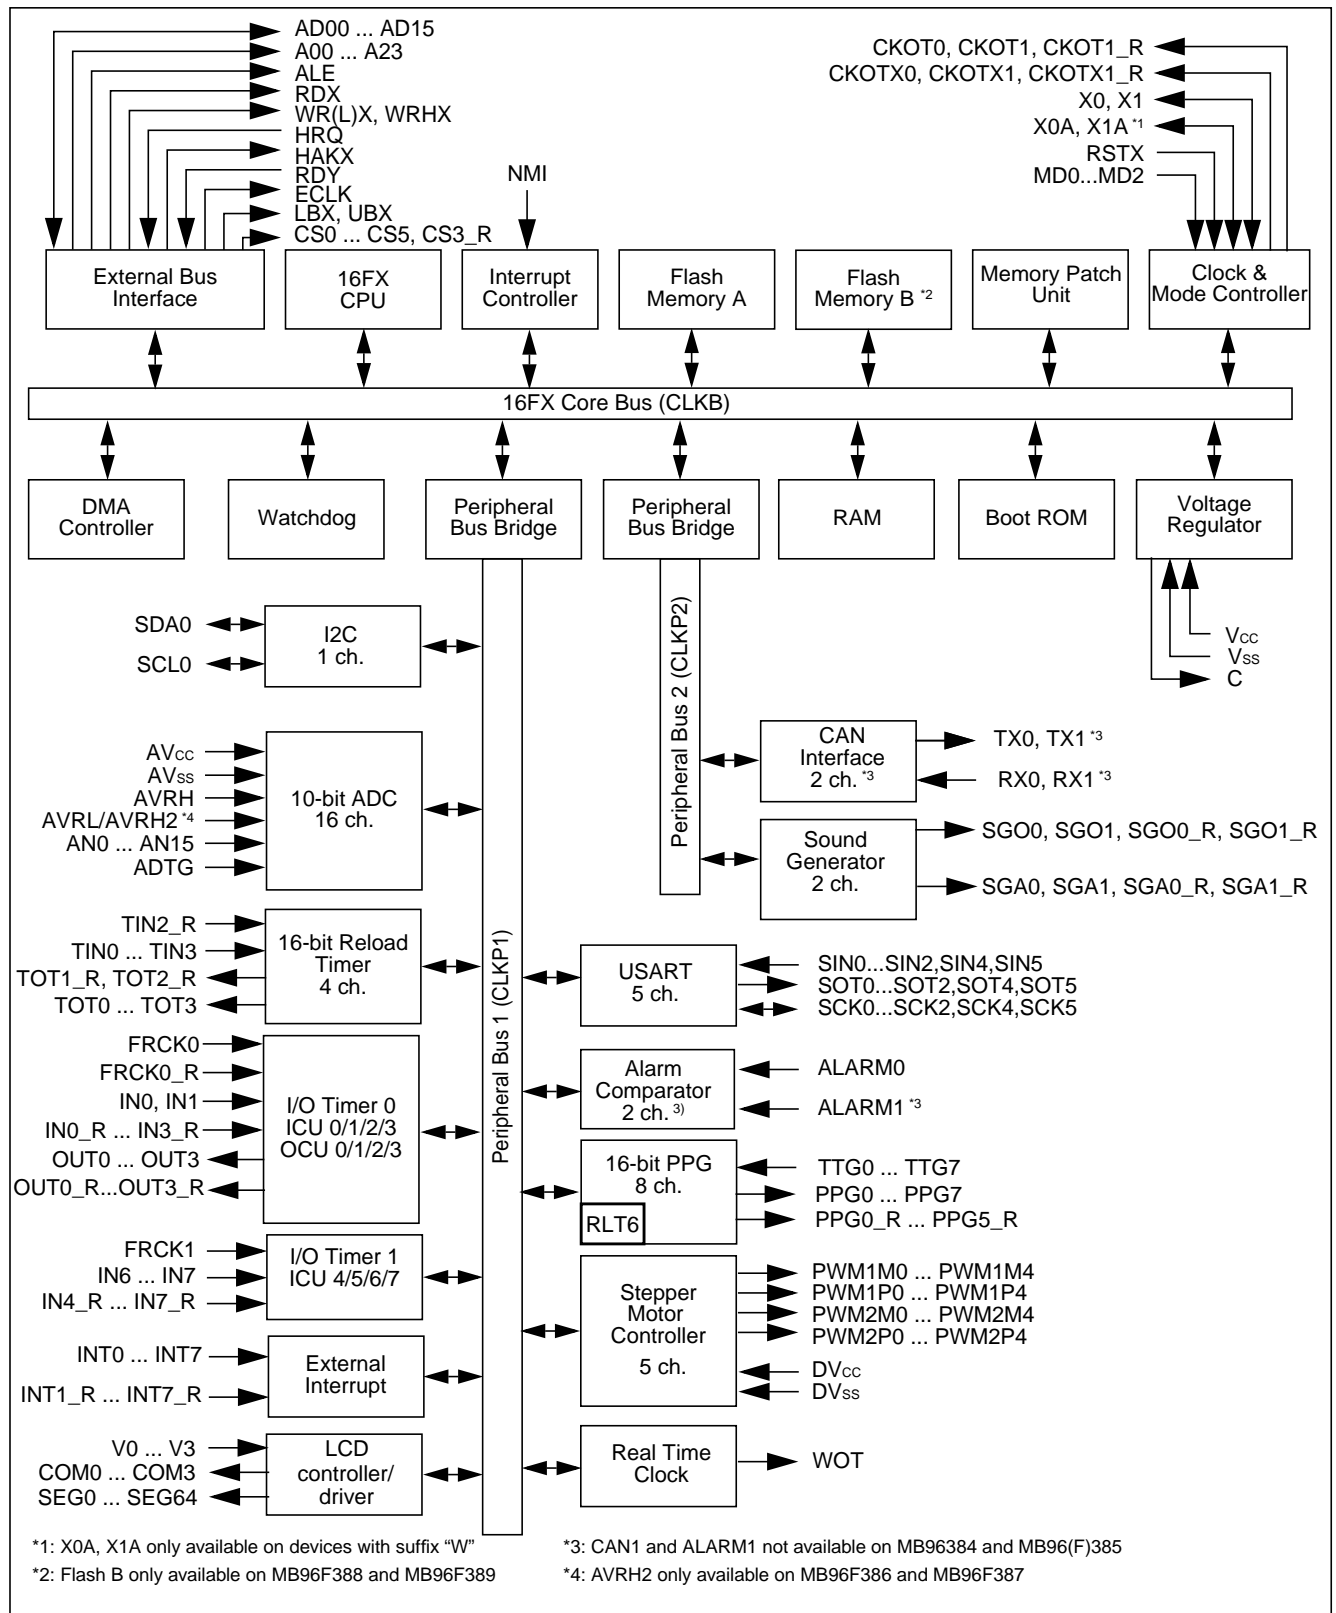 AD00 ... AD15
A00 ... A23
ALE
RDX
WR(L)X, WRHX
HRQ
HAKX
RDY
ECLK
LBX, UBX
CS0 ... CS5, CS3_R
NMI
CKOT0, CKOT1, CKOT1_R
CKOTX0, CKOTX1, CKOTX1_R
X0, X1
X0A, X1A *1
RSTX
MD0...MD2
External Bus
Interface
16FX
CPU
Interrupt
Controller
Flash
Memory A
Flash
Memory B *2
Memory Patch
Unit
Clock &
Mode Controller
16FX Core Bus (CLKB)
DMA
Controller
Watchdog
Peripheral
Bus Bridge
Peripheral
Bus Bridge
RAM
Boot ROM
Voltage
Regulator
VCC
VSS
C
Peripheral Bus 1 (CLKP1)
Peripheral Bus 2 (CLKP2)
SDA0
SCL0
I2C
1 ch.
AVCC
AVSS
AVRH
AVRL/AVRH2 *4
AN0 ... AN15
ADTG
10-bit ADC
16 ch.
TIN2_R
TIN0 ... TIN3
TOT1_R, TOT2_R
TOT0 ... TOT3
16-bit Reload
Timer
4 ch.
FRCK0
FRCK0_R
IN0, IN1
IN0_R ... IN3_R
OUT0 ... OUT3
OUT0_R...OUT3_R
I/O Timer 0
ICU 0/1/2/3
OCU 0/1/2/3
FRCK1
IN6 ... IN7
IN4_R ... IN7_R
I/O Timer 1
ICU 4/5/6/7
INT0 ... INT7
INT1_R ... INT7_R
External
Interrupt
V0 ... V3
COM0 ... COM3
SEG0 ... SEG64
LCD
controller/
driver
CAN
Interface
2 ch. *3
TX0, TX1 *3
RX0, RX1 *3
Sound
Generator
2 ch.
SGO0, SGO1, SGO0_R, SGO1_R
SGA0, SGA1, SGA0_R, SGA1_R
USART
5 ch.
SIN0...SIN2,SIN4,SIN5
SOT0...SOT2,SOT4,SOT5
SCK0...SCK2,SCK4,SCK5
Alarm
Comparator
2 ch. 3)
ALARM0
ALARM1 *3
16-bit PPG
8 ch.
RLT6
TTG0 ... TTG7
PPG0 ... PPG7
PPG0_R ... PPG5_R
Stepper
Motor
Controller
5 ch.
PWM1M0 ... PWM1M4
PWM1P0 ... PWM1P4
PWM2M0 ... PWM2M4
PWM2P0 ... PWM2P4
DVCC
DVSS
Real Time
Clock
WOT
*1: X0A, X1A only available on devices with suffix “W”
*2: Flash B only available on MB96F388 and MB96F389
*3: CAN1 and ALARM1 not available on MB96384 and MB96(F)385
*4: AVRH2 only available on MB96F386 and MB96F387